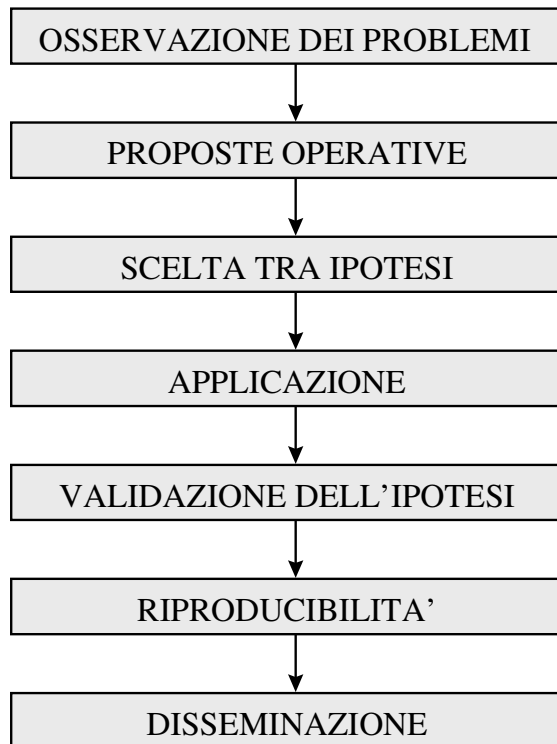 OSSERVAZIONE DEI PROBLEMI
PROPOSTE OPERATIVE
SCELTA TRA IPOTESI
APPLICAZIONE
VALIDAZIONE DELL’IPOTESI
RIPRODUCIBILITA’
DISSEMINAZIONE